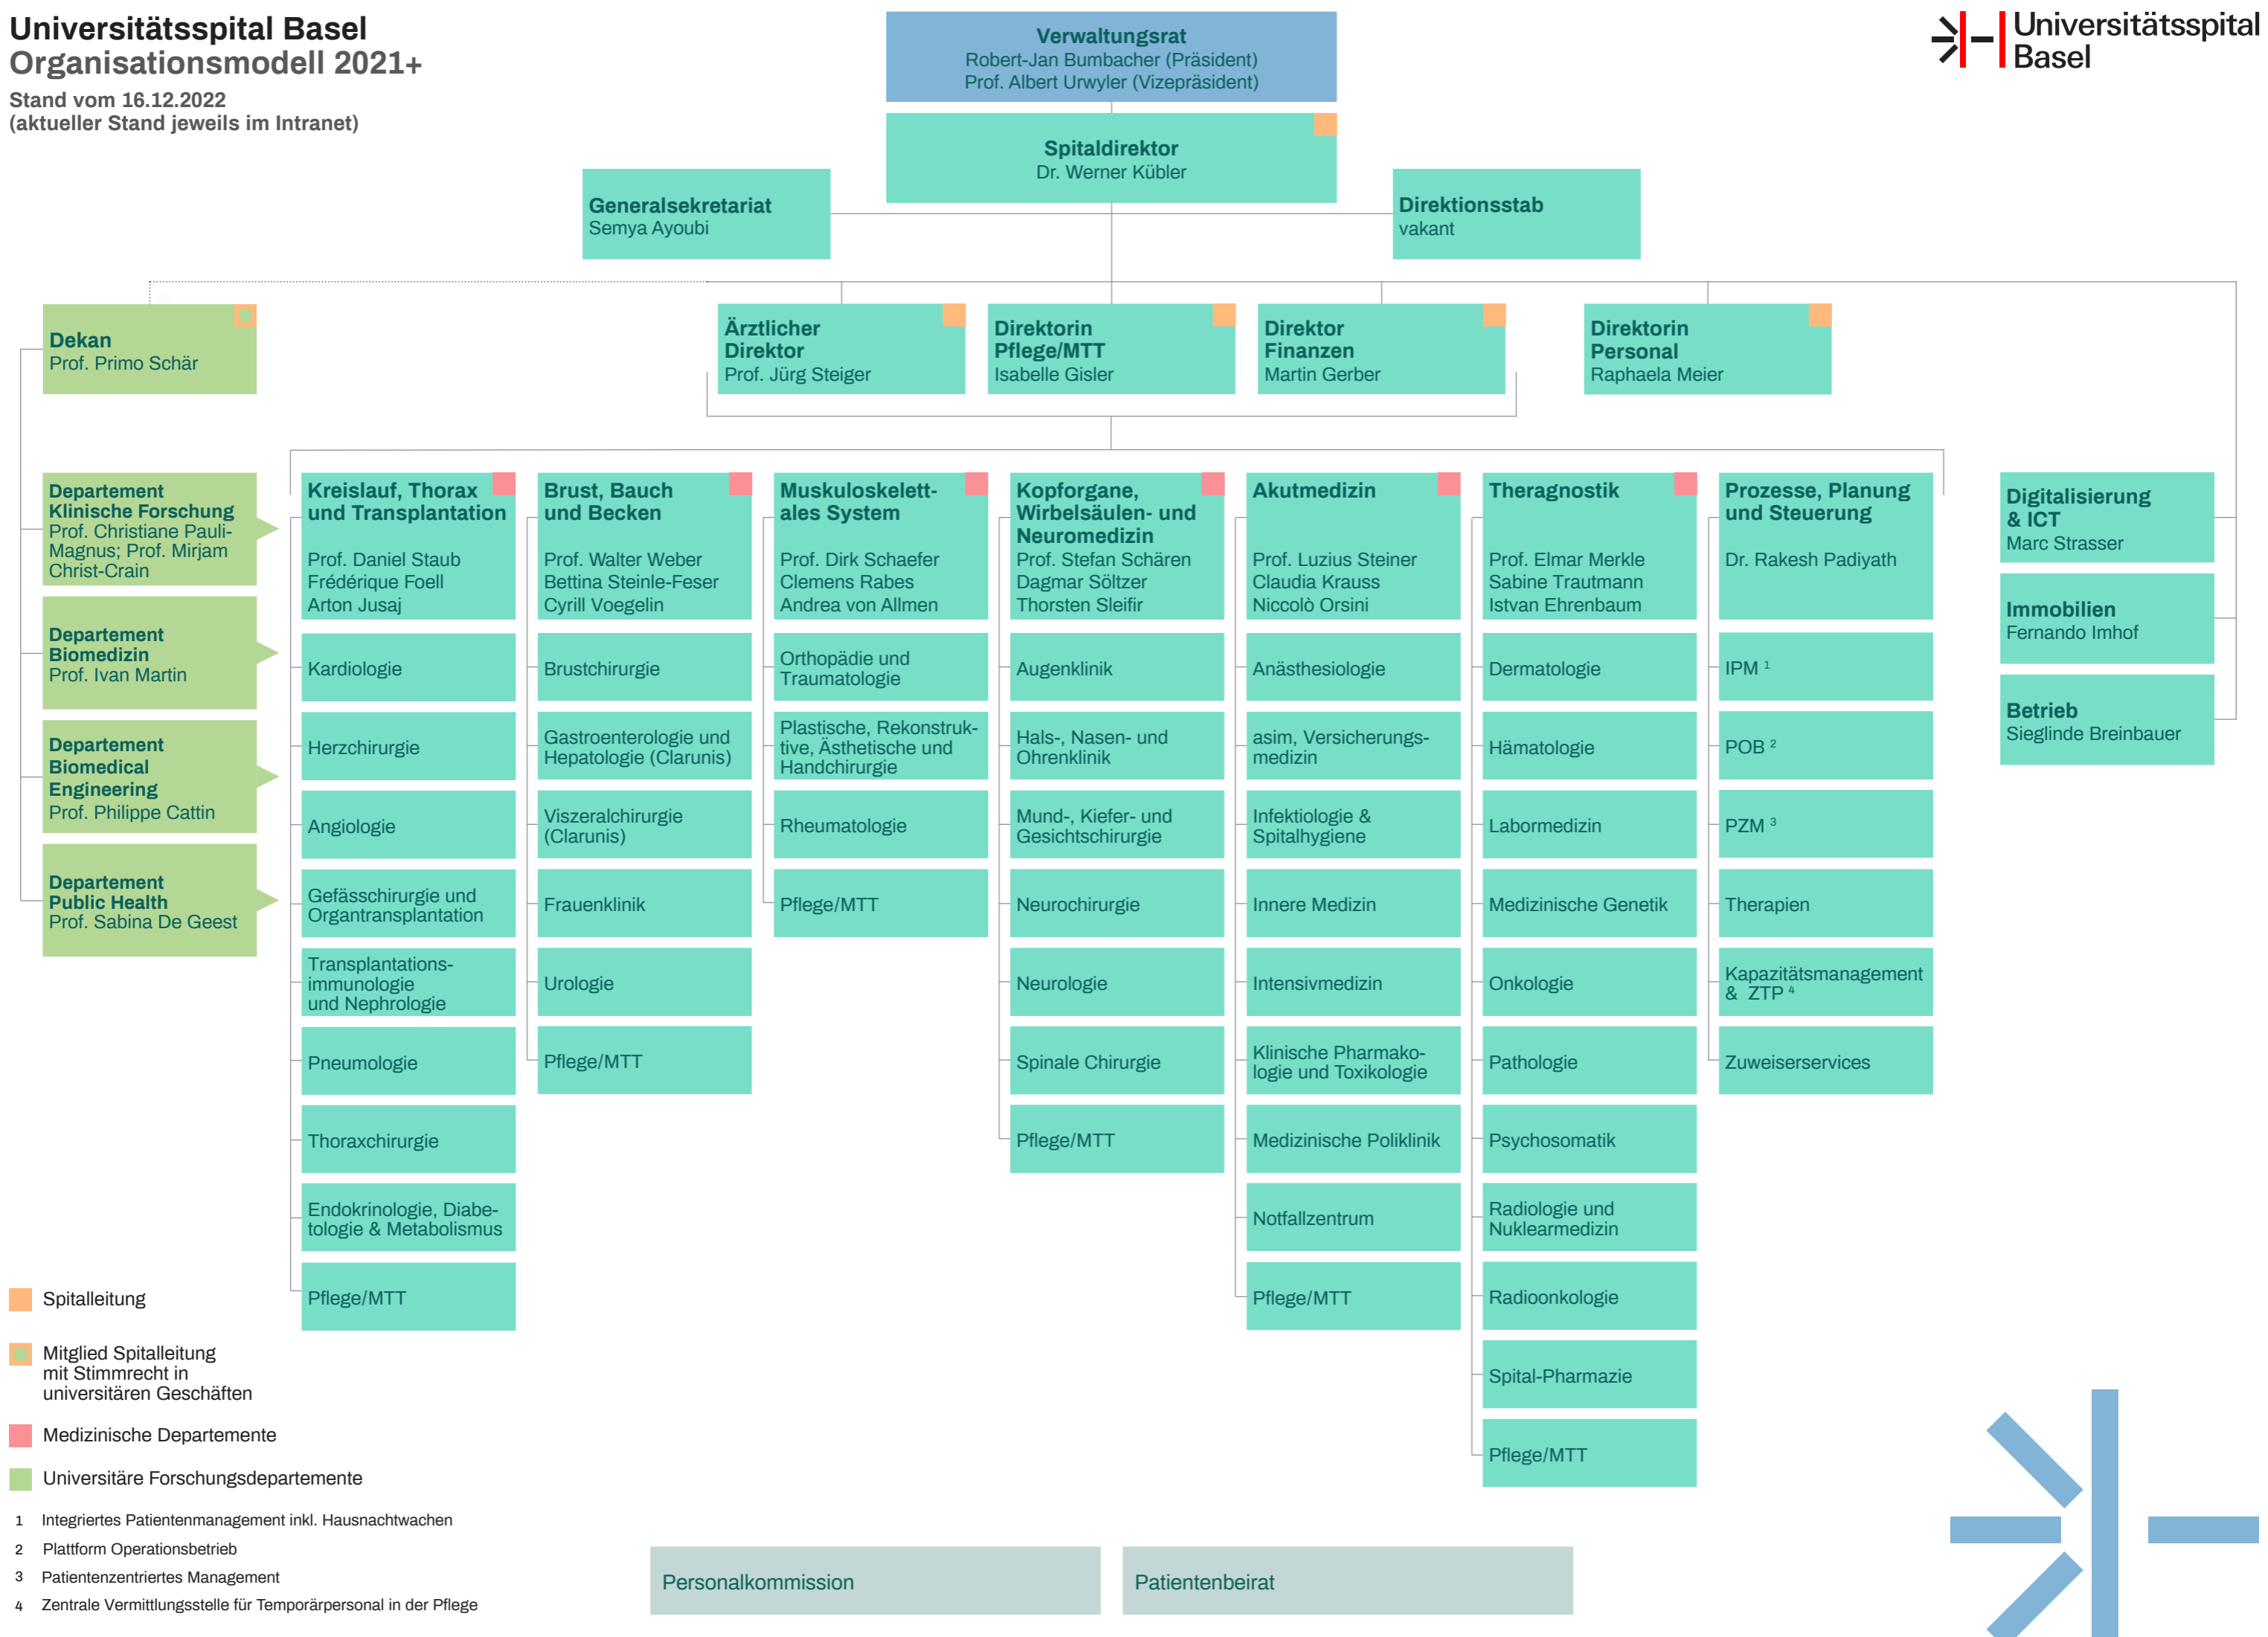 Universitätsspital Basel
Organisationsmodell 2021+
Stand vom 16.12.2022
(aktueller Stand jeweils im Intranet)
Universitätsspital
Basel
Verwaltungsrat
Robert-Jan Bumbacher (Präsident)
Prof. Albert Urwyler (Vizepräsident)
Spitaldirektor
Dr. Werner Kübler
Generalsekretariat
Semya Ayoubi
Direktionsstab
vakant
Dekan
Prof. Primo Schär
Ärztlicher
Direktor
Prof. Jürg Steiger
Direktorin
Pflege/MTT
Isabelle Gisler
Direktor
Finanzen
Martin Gerber
Direktorin
Personal
Raphaela Meier
Departement
Klinische Forschung
Prof. Christiane Pauli-
Magnus; Prof. Mirjam
Christ-Crain
Departement
Biomedizin
Prof. Ivan Martin
Departement
Biomedical
Engineering
Prof. Philippe Cattin
Departement
Public Health
Prof. Sabina De Geest
Kreislauf, Thorax
und Transplantation
Prof. Daniel Staub
Frédérique Foell
Arton Jusaj
Kardiologie
Herzchirurgie
Angiologie
Gefässchirurgie und
Organtransplantation
Transplantations-
immunologie
und Nephrologie
Pneumologie
Thoraxchirurgie
Endokrinologie, Diabe-
tologie & Metabolismus
Pflege/MTT
Brust, Bauch
und Becken
Prof. Walter Weber
Bettina Steinle-Feser
Cyrill Voegelin
Brustchirurgie
Gastroenterologie und
Hepatologie (Clarunis)
Viszeralchirurgie
(Clarunis)
Frauenklinik
Urologie
Pflege/MTT
Muskuloskelett-
ales System
Prof. Dirk Schaefer
Clemens Rabes
Andrea von Allmen
Orthopädie und
Traumatologie
Plastische, Rekonstruk-
tive, Ästhetische und
Handchirurgie
Rheumatologie
Pflege/MTT
Kopforgane,
Wirbelsäulen- und
Neuromedizin
Prof. Stefan Schären
Dagmar Söltzer
Thorsten Sleifir
Augenklinik
Hals-, Nasen- und
Ohrenklinik
Mund-, Kiefer- und
Gesichtschirurgie
Neurochirurgie
Neurologie
Spinale Chirurgie
Pflege/MTT
Akutmedizin
Prof. Luzius Steiner
Claudia Krauss
Niccolò Orsini
Anästhesiologie
asim, Versicherungs-
medizin
Infektiologie &
Spitalhygiene
Innere Medizin
Intensivmedizin
Klinische Pharmako-
logie und Toxikologie
Medizinische Poliklinik
Notfallzentrum
Pflege/MTT
Theragnostik
Prof. Elmar Merkle
Sabine Trautmann
Istvan Ehrenbaum
Dermatologie
Hämatologie
Labormedizin
Medizinische Genetik
Onkologie
Pathologie
Psychosomatik
Radiologie und
Nuklearmedizin
Radioonkologie
Spital-Pharmazie
Pflege/MTT
Prozesse, Planung
und Steuerung
Dr. Rakesh Padiyath
IPM 1
POB 2
PZM 3
Therapien
Kapazitätsmanagement
& ZTP 4
Zuweiserservices
Digitalisierung
& ICT
Marc Strasser
Immobilien
Fernando Imhof
Betrieb
Sieglinde Breinbauer
Spitalleitung
Mitglied Spitalleitung
mit Stimmrecht in
universitären Geschäften
Medizinische Departemente
Universitäre Forschungsdepartemente
1 Integriertes Patientenmanagement inkl. Hausnachtwachen
2 Plattform Operationsbetrieb
3 Patientenzentriertes Management
4 Zentrale Vermittlungsstelle für Temporärpersonal in der Pflege
Personalkommission
Patientenbeirat